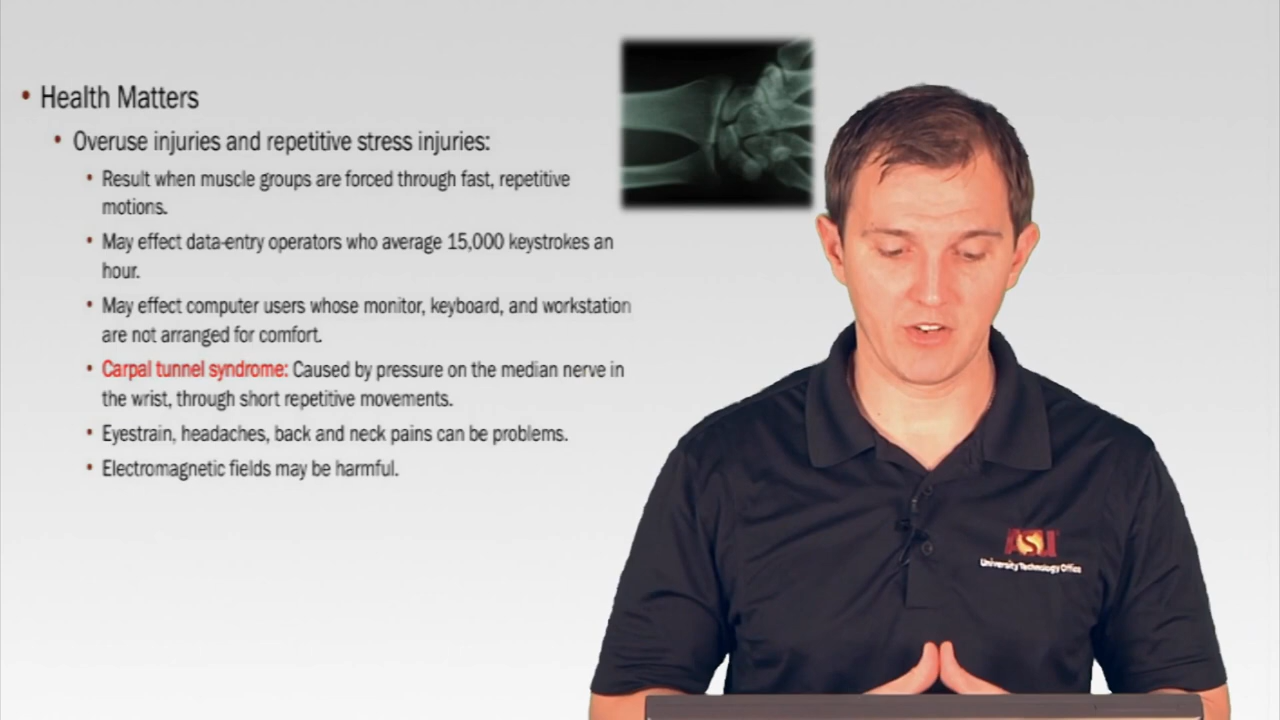 • Health Matters
• Overuse injuries and repetitive stress injuries:
• Result when muscle groups are forced through fast, repetitive
motions.
• May effect data-entry operators who average 15,000 keystrokes an
hour.
• May effect computer users whose monitor, keyboard, and workstation
are not arranged for comfort.
• Carpal tunnel syndrome: Caused by pressure on the median nerve in
the wrist, through short repetitive movements.
• Eyestrain, headaches, back and neck pains can be problems.
• Electromagnetic fields may be harmful.
ASU
University Technology Office